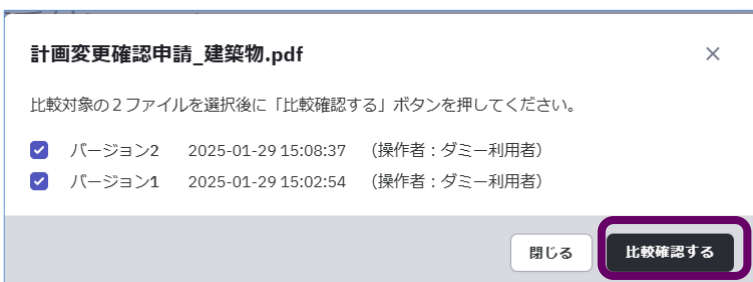 計画変更確認申請_建築物.pdf
比較対象の2ファイルを選択後に「比較確認する」ボタンを押してください。
バージョン2 2025-01-29 15:08:37 （操作者：ダミー利用者）
バージョン1 2025-01-29 15:02:54 （操作者：ダミー利用者）
閉じる 比較確認する